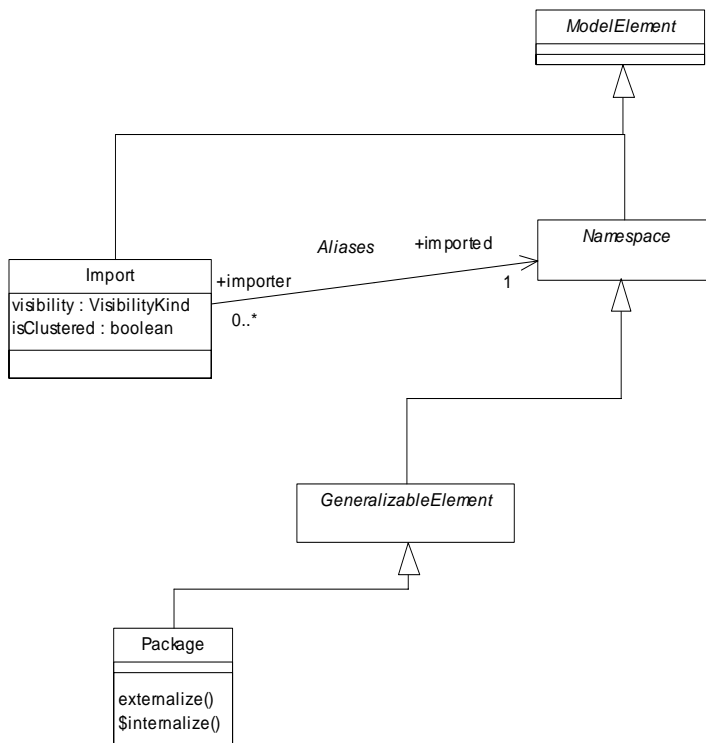 ModelElement
Namespace
Aliases
+imported
Import
+importer
1
visibility : VisibilityKind
0..*
isClustered : boolean
GeneralizableElement
Package
externalize()
$internalize()